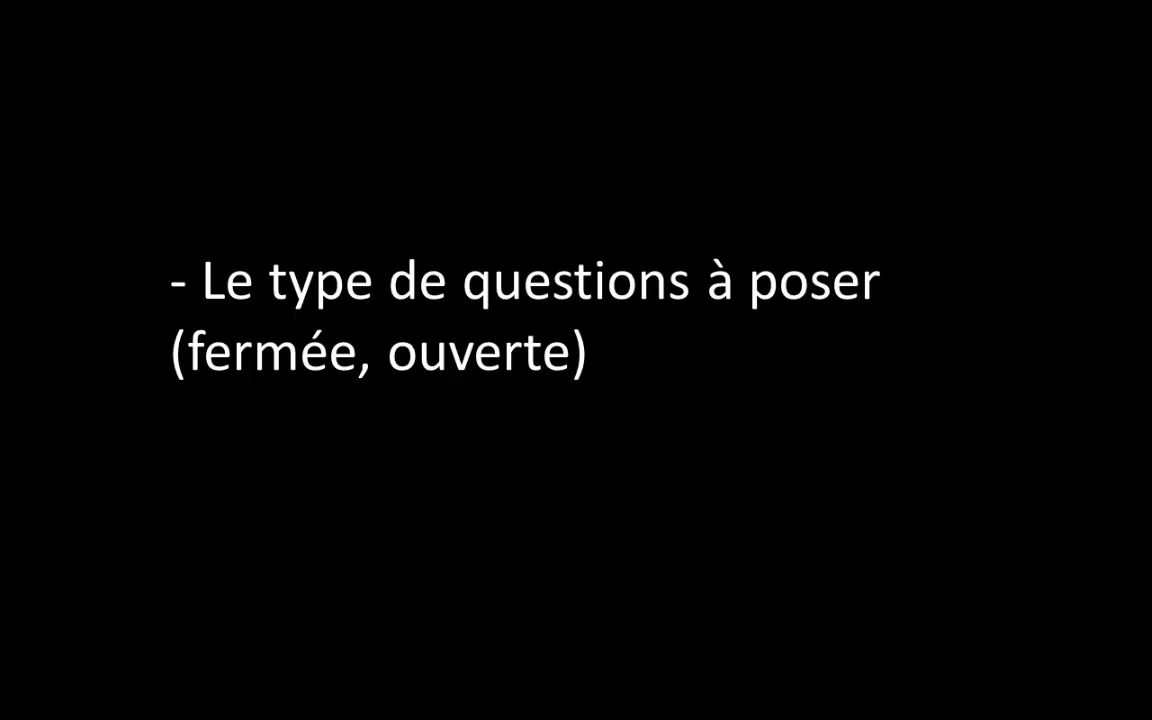 - Le type de questions à poser
(fermée, ouverte)